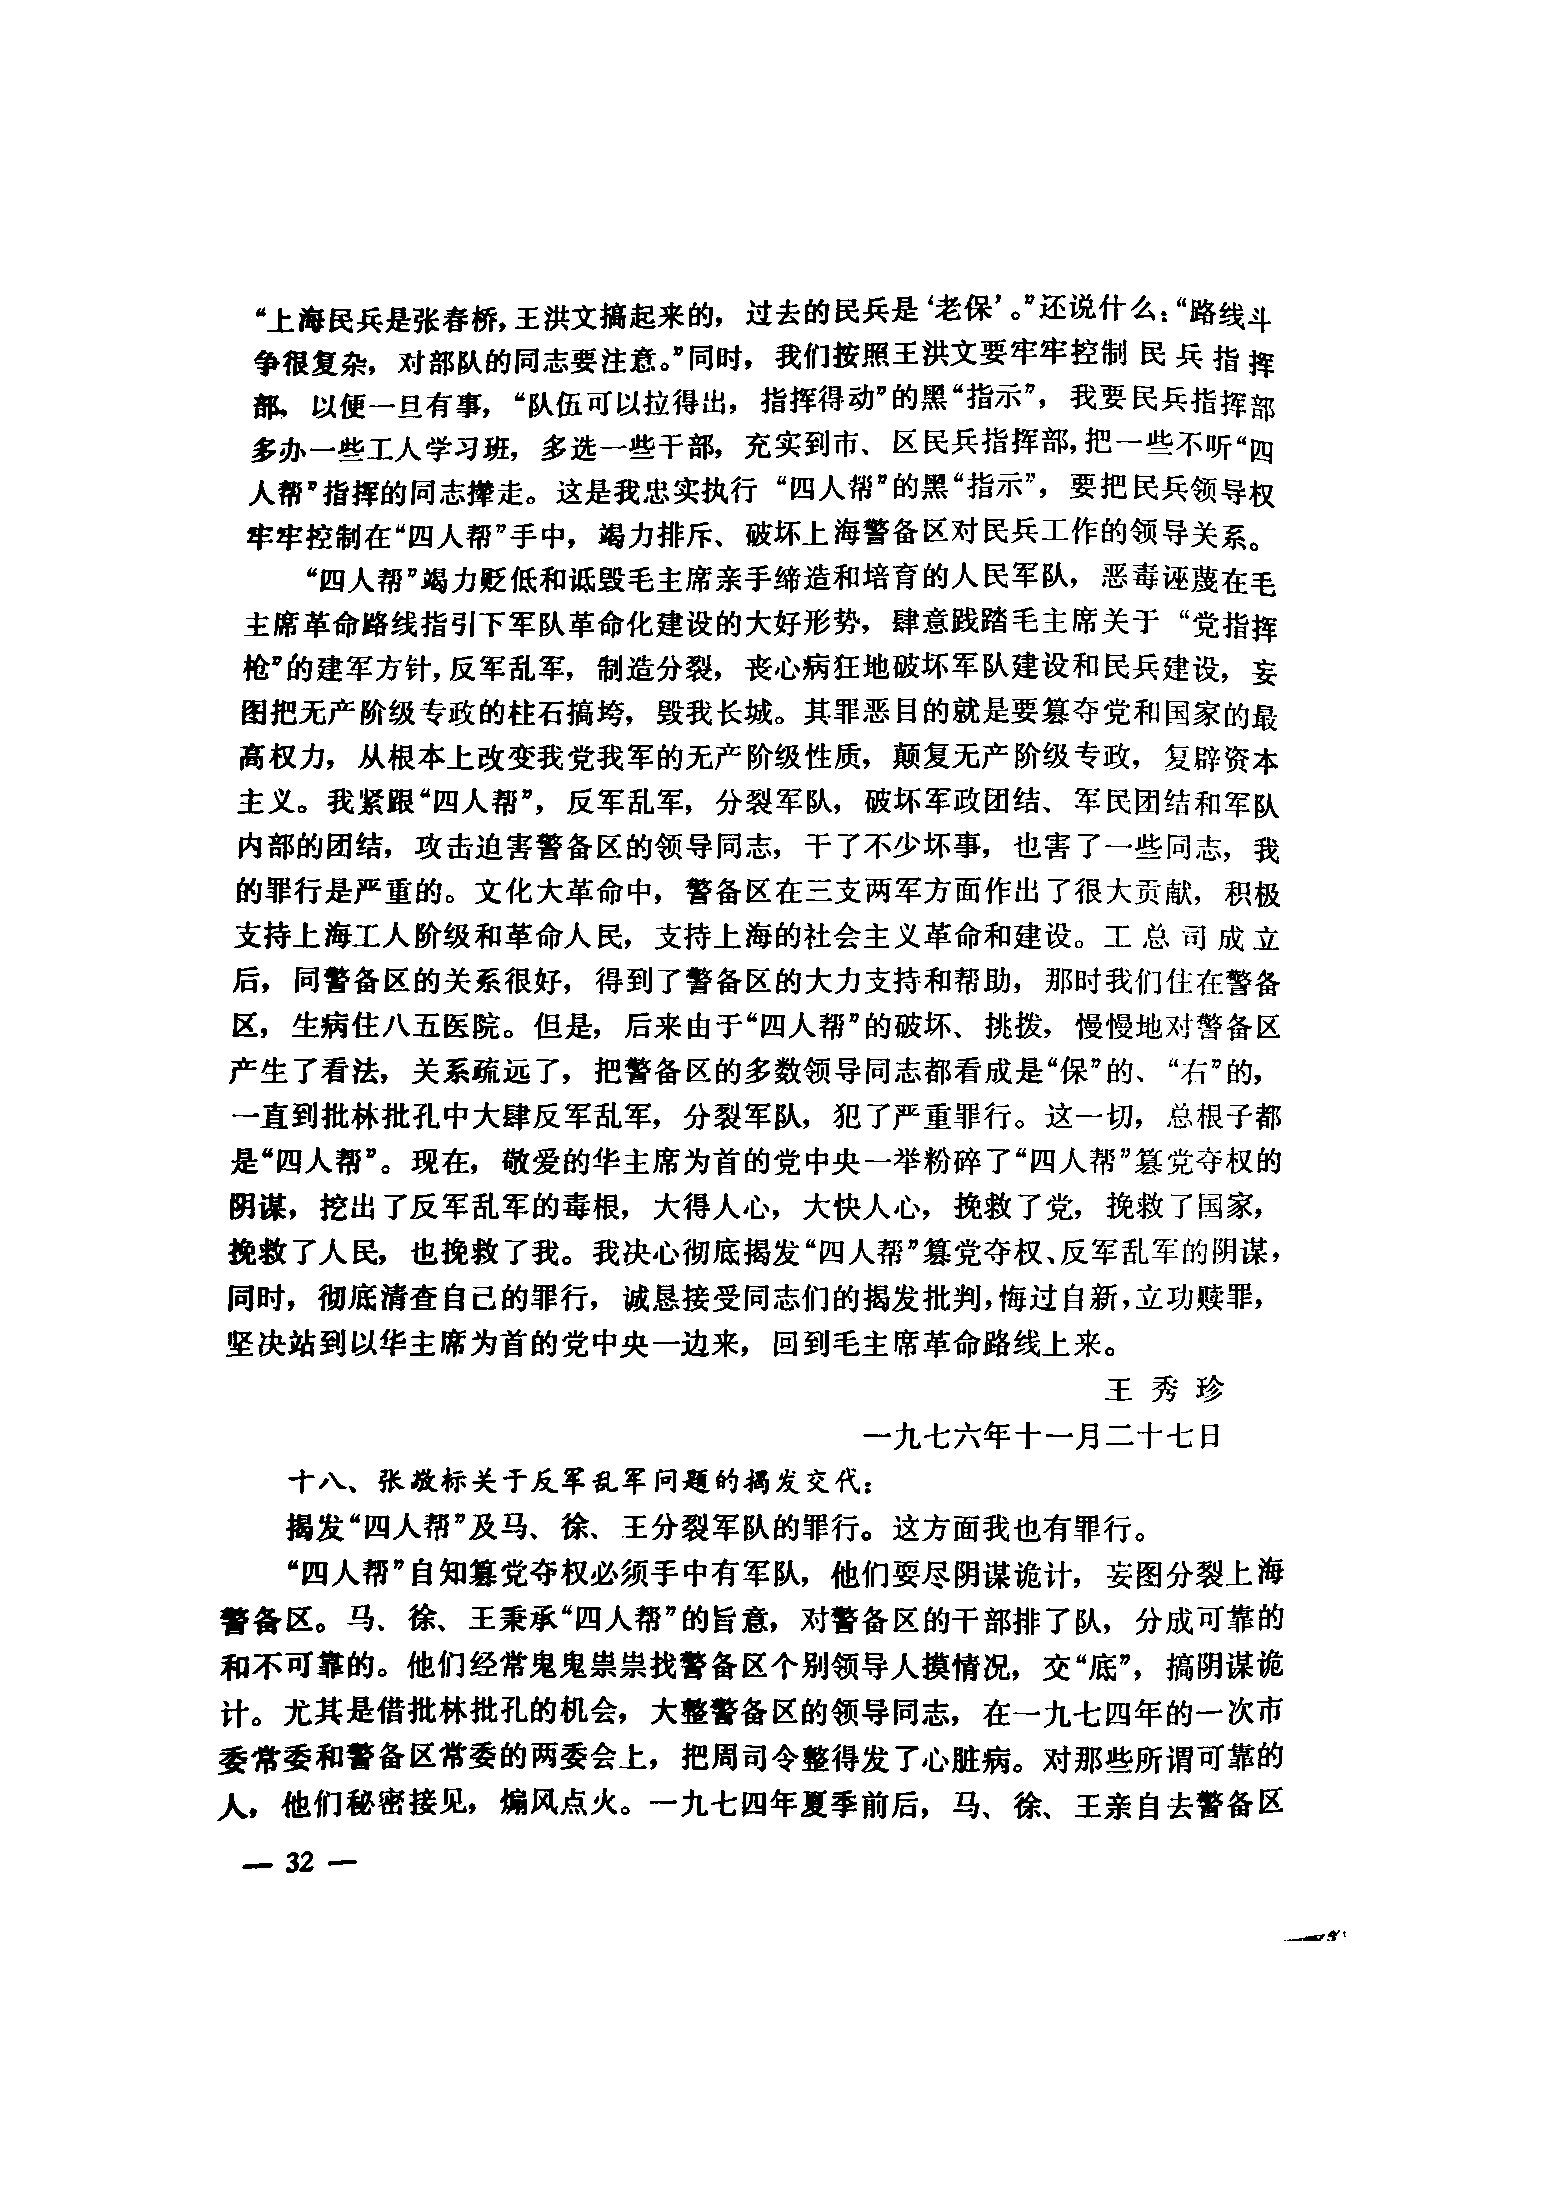 “上海民兵是张春桥，王洪文搞起来的，过去的民兵是‘老保’。”还说什么：“路线斗
争很复杂，对部队的同志要注意。”同时，我们按照王洪文要牢牢控制民兵指挥
部，以便一旦有事，“队伍可以拉得出，指挥得动”的黑“指示”，我要民兵指挥部
多办一些工人学习班，多选一些干部，充实到市、区民兵指挥部，把一些不听“四
人帮”指挥的同志撵走。这是我忠实执行“四人帮”的黑“指示”，要把民兵领导权
牢牢控制在“四人帮”手中，竭力排斥、破坏上海警备区对民兵工作的领导关系。
“四人帮”竭力贬低和诋毁毛主席亲手缔造和培育的人民军队，恶毒诬蔑在毛
主席革命路线指引下军队革命化建设的大好形势，肆意践踏毛主席关于“党指挥
枪”的建军方针，反军乱军，制造分裂，丧心病狂地破坏军队建设和民兵建设，妄
图把无产阶级专政的柱石搞垮，毁我长城。其罪恶目的就是要篡夺党和国家的最
高权力，从根本上改变我党我军的无产阶级性质，颠复无产阶级专政，复辟资本
主义。我紧跟“四人帮”，反军乱军，分裂军队，破坏军政团结、军民团结和军队
内部的团结，攻击迫害警备区的领导同志，干了不少坏事，也害了一些同志，我
的罪行是严重的。文化大革命中，警备区在三支两军方面作出了很大贡献，积极
支持上海工人阶级和革命人民，支持上海的社会主义革命和建设。工总司成立
后，同警备区的关系很好，得到了警备区的大力支持和帮助，那时我们住在警备
区，生病住八五医院。但是，后来由于“四人帮”的破坏、挑拨，慢慢地对警备区
产生了看法，关系疏远了，把警备区的多数领导同志都看成是“保”的、“右”的，
一直到批林批孔中大肆反军乱军，分裂军队，犯了严重罪行。这一切，总根子都
是“四人帮”。现在，敬爱的华主席为首的党中央一举粉碎了“四人帮”篡党夺权的
阴谋，挖出了反军乱军的毒根，大得人心，大快人心，挽救了党，挽救了国家，
挽救了人民，也挽救了我。我决心彻底揭发“四人帮”篡党夺权、反军乱军的阴谋，
同时，彻底清查自己的罪行，诚恳接受同志们的揭发批判，悔过自新，立功赎罪，
坚决站到以华主席为首的党中央一边来，回到毛主席革命路线上来。
王秀珍
一九七六年十一月二十七日
十八、张敬标关于反军乱军问题的揭发交代：
揭发“四人帮”及马、徐、王分裂军队的罪行。这方面我也有罪行。
“四人帮”自知篡党夺权必须手中有军队，他们耍尽阴谋诡计，妄图分裂上海
警备区。马、徐、王秉承“四人帮”的旨意，对警备区的干部排了队，分成可靠的
和不可靠的。他们经常鬼鬼祟祟找警备区个别领导人摸情况，交“底”，搞阴谋诡
计。尤其是借批林批孔的机会，大整警备区的领导同志，在一九七四年的一次市
委常委和警备区常委的两委会上，把周司令整得发了心脏病。对那些所谓可靠的
人，他们秘密接见，煽风点火。一九七四年夏季前后，马、徐、王亲自去警备区
— 32 —